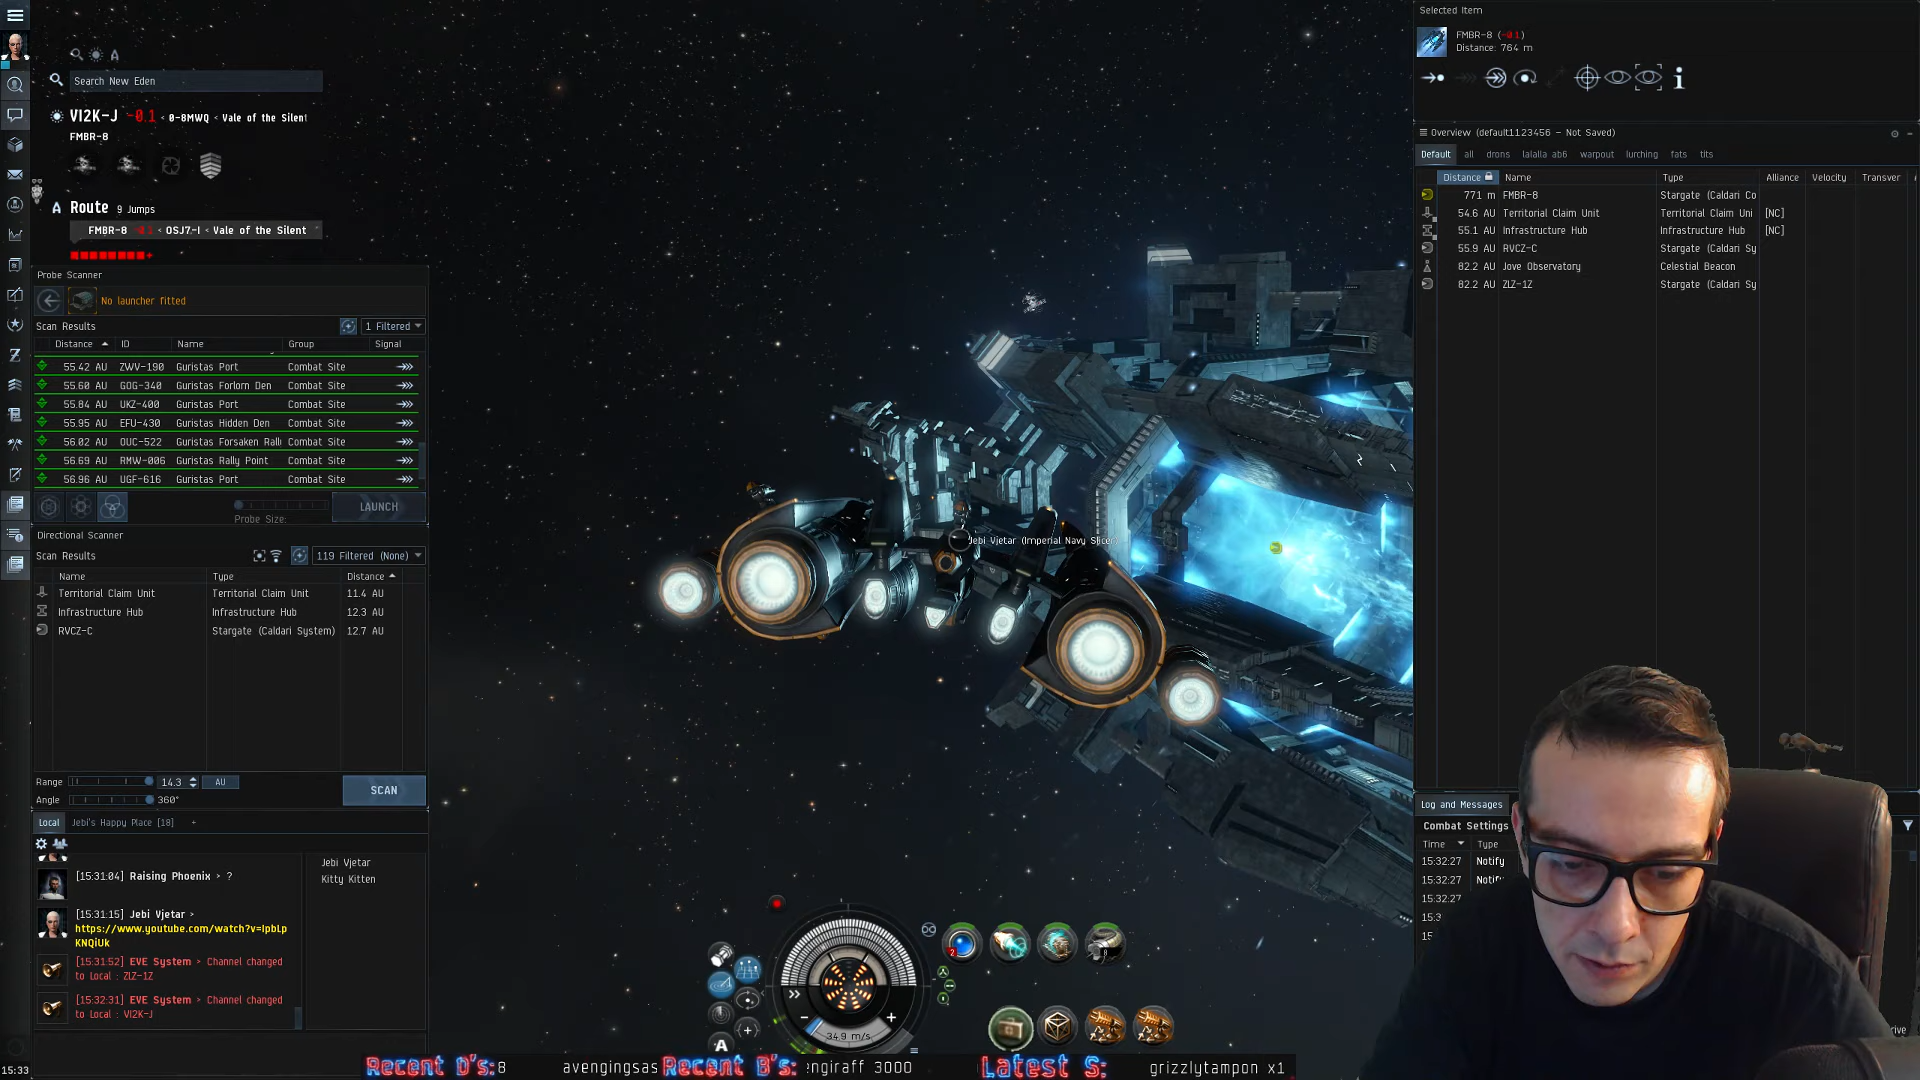 Search New Eden
VI2K-J -0.1 < 0-8MWQ < Vale of the Silent
FMBR-8
A Route 9 Jumps
FMBR-8 -0.1 < OSJ7-I < Vale of the Silent
Probe Scanner
No launcher fitted
Scan Results 1 Filtered
Distance ID Name Group Signal
55.42 AU ZWV-190 Guristas Port Combat Site
55.60 AU GOG-340 Guristas Forlorn Den Combat Site
55.84 AU UKZ-400 Guristas Port Combat Site
55.95 AU EFU-430 Guristas Hidden Den Combat Site
56.02 AU OUC-522 Guristas Forsaken Rall Combat Site
56.69 AU RMW-006 Guristas Rally Point Combat Site
56.96 AU UGF-616 Guristas Port Combat Site
Probe Size:
LAUNCH
Directional Scanner
Scan Results 119 Filtered (None)
Name Type Distance
Territorial Claim Unit Territorial Claim Unit 11.4 AU
Infrastructure Hub Infrastructure Hub 12.3 AU
RVCZ-C Stargate (Caldari System) 12.7 AU
Range 14.3 AU
Angle 360°
SCAN
Local Jebi's Happy Place [18] +
[15:31:04] Raising Phoenix > ?
[15:31:15] Jebi Vjetar >
https://www.youtube.com/watch?v=IpbLp
KNQiUk
[15:31:52] EVE System > Channel changed
to Local : ZLZ-1Z
[15:32:31] EVE System > Channel changed
to Local : VI2K-J
Jebi Vjetar
Kitty Kitten
15:33
Jebi Vjetar (Imperial Navy Slicer)
34.9 m/s
A
Recent D's: 8
avengingsas
Recent B's:
engiraff 3000
Latest S:
grizzlytampon x1
Selected Item
FMBR-8 (-0.1)
Distance: 764 m
Overview (default1123456 - Not Saved)
Default all drons lalalla ab6 warpout lurching fats tits
Distance Name Type Alliance Velocity Transver
771 m FMBR-8 Stargate (Caldari Co
54.6 AU Territorial Claim Unit Territorial Claim Uni [NC]
55.1 AU Infrastructure Hub Infrastructure Hub [NC]
55.9 AU RVCZ-C Stargate (Caldari Sy
82.2 AU Jove Observatory Celestial Beacon
82.2 AU ZLZ-1Z Stargate (Caldari Sy
Log and Messages
Combat Settings
Time Type
15:32:27 Notify
15:32:27 Notify
15:32:27